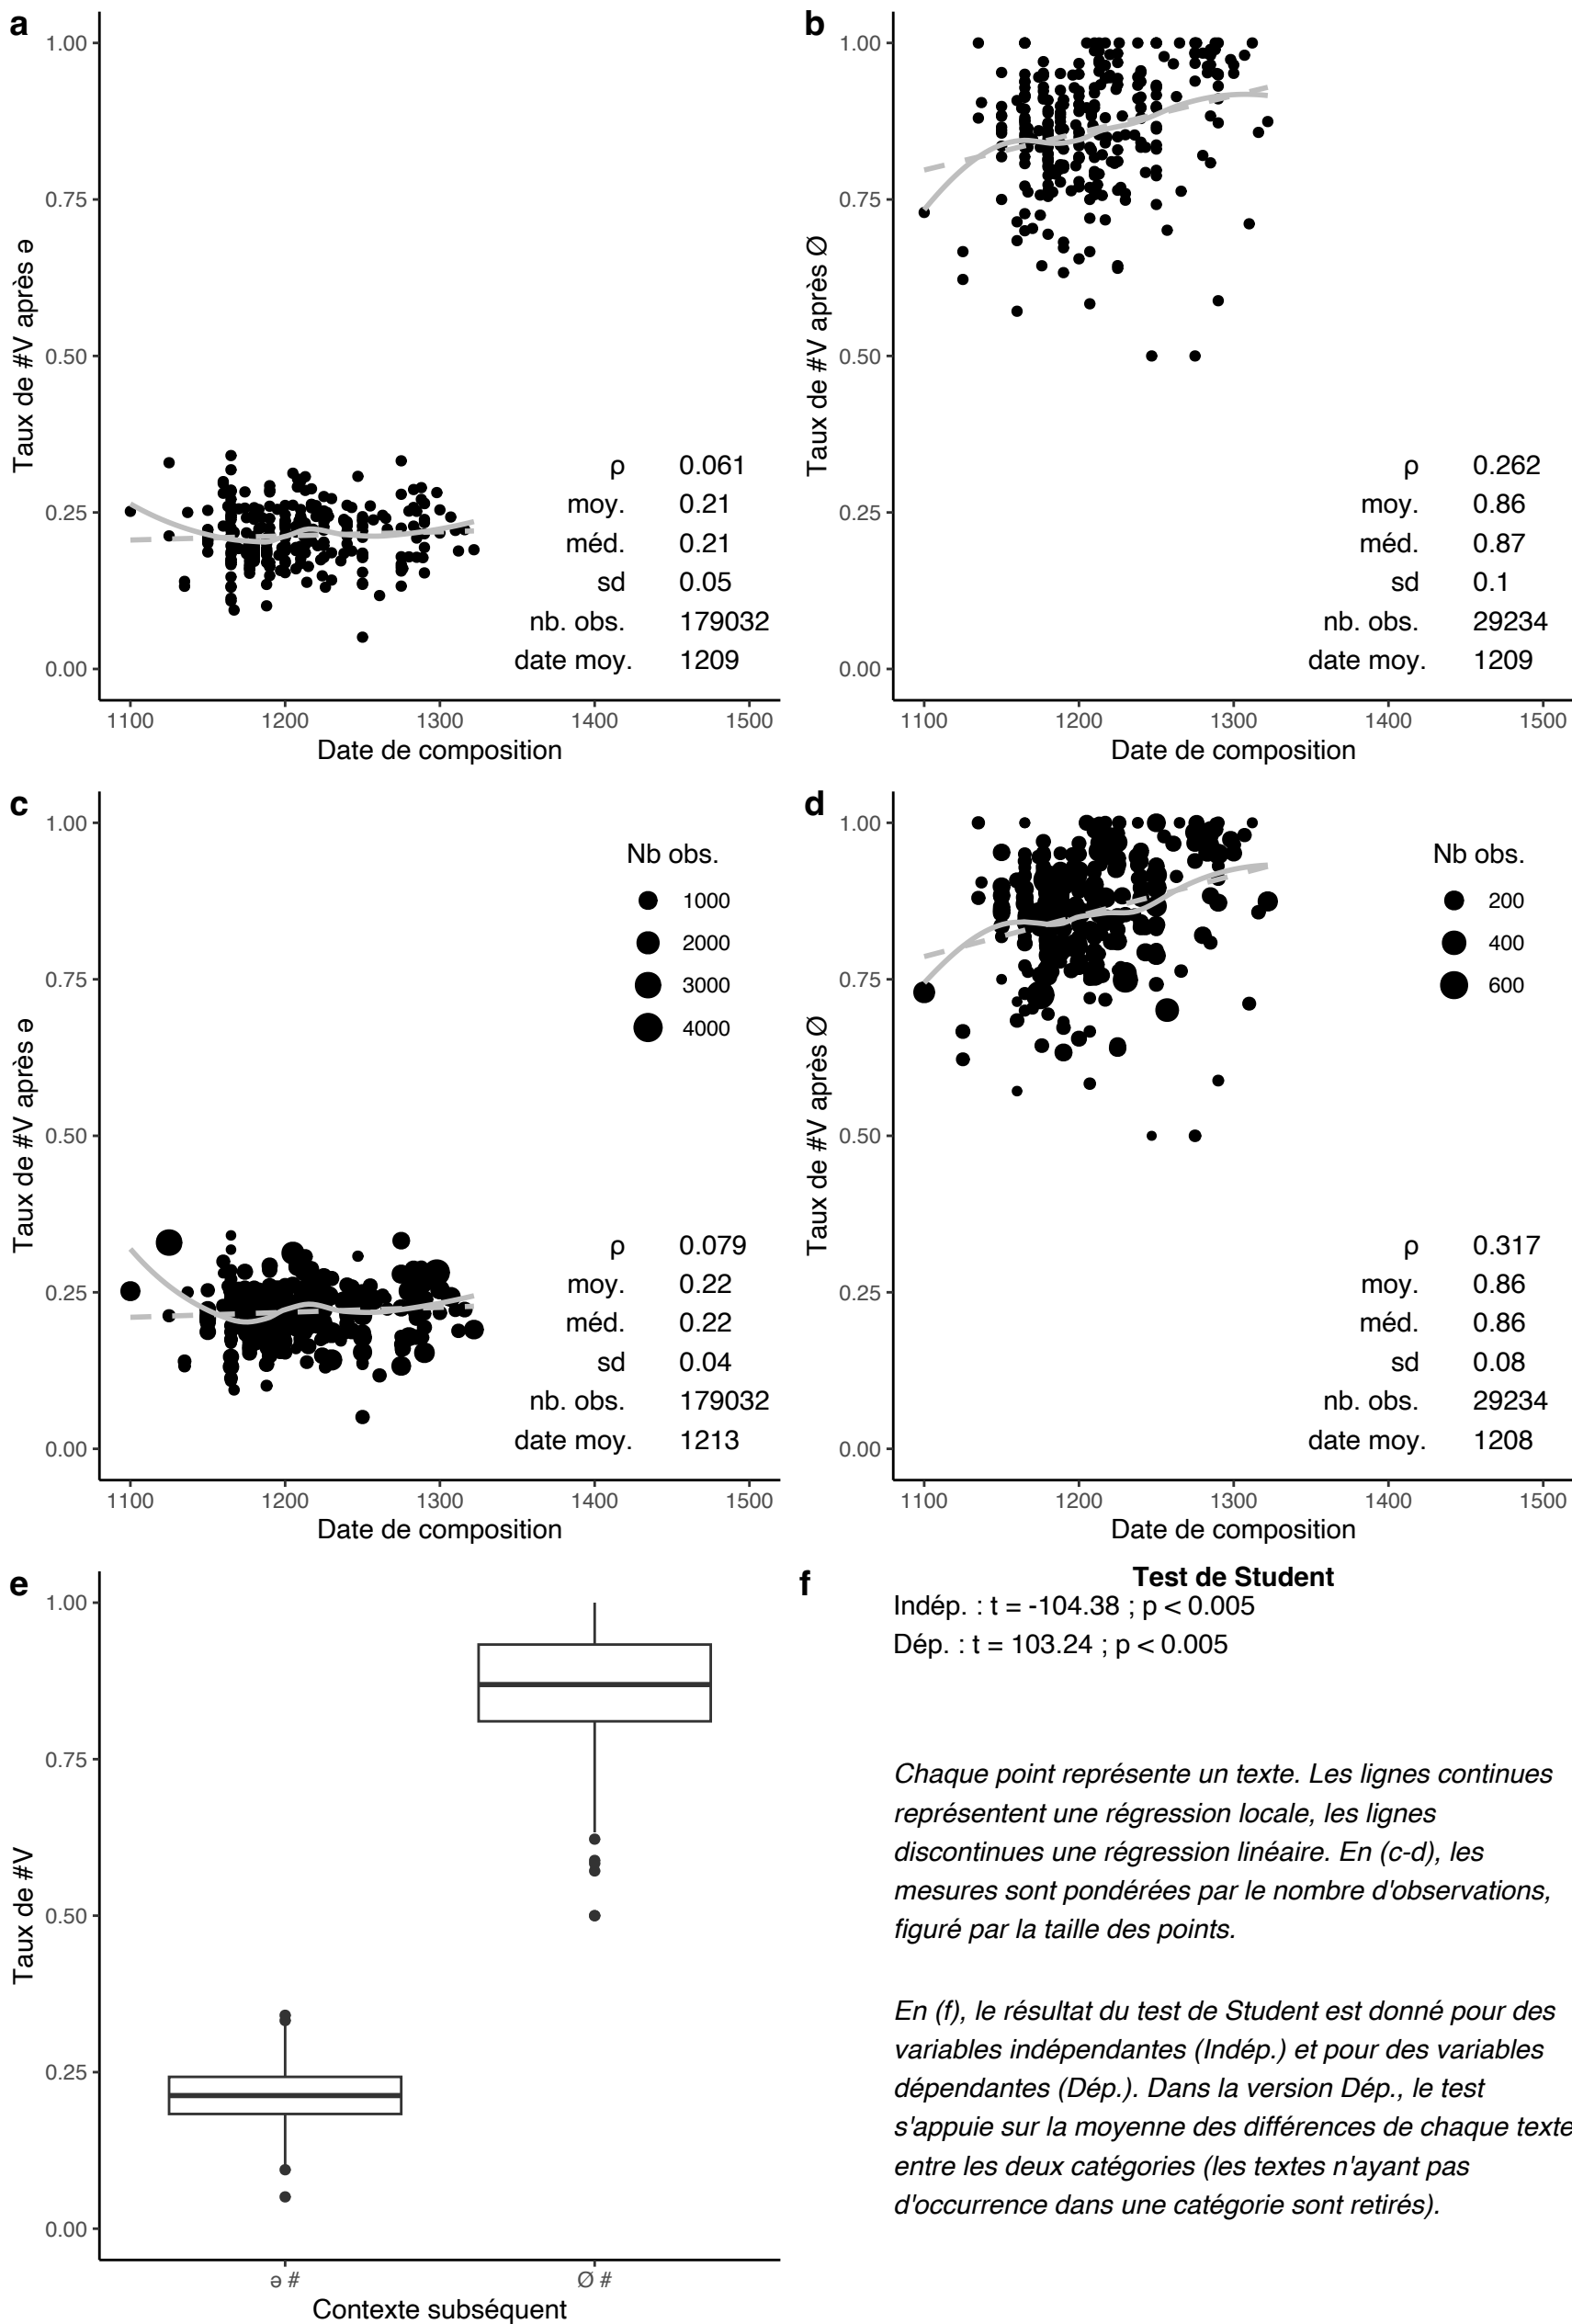 a
1.00
0.75
0.50
0.25
0.00
Taux de #V après ə
ρ 0.061
moy. 0.21
méd. 0.21
sd 0.05
nb. obs. 179032
date moy. 1209
1100 1200 1300 1400 1500
Date de composition
b
1.00
0.75
0.50
0.25
0.00
Taux de #V après Ø
ρ 0.262
moy. 0.86
méd. 0.87
sd 0.1
nb. obs. 29234
date moy. 1209
1100 1200 1300 1400 1500
Date de composition
c
1.00
0.75
0.50
0.25
0.00
Taux de #V après ə
Nb obs.
1000
2000
3000
4000
ρ 0.079
moy. 0.22
méd. 0.22
sd 0.04
nb. obs. 179032
date moy. 1213
1100 1200 1300 1400 1500
Date de composition
d
1.00
0.75
0.50
0.25
0.00
Taux de #V après Ø
Nb obs.
200
400
600
ρ 0.317
moy. 0.86
méd. 0.86
sd 0.08
nb. obs. 29234
date moy. 1208
1100 1200 1300 1400 1500
Date de composition
e
1.00
0.75
0.50
0.25
0.00
Taux de #V
ə # Ø #
Contexte subséquent
f
Test de Student
Indép. : t = -104.38 ; p < 0.005
Dép. : t = 103.24 ; p < 0.005
Chaque point représente un texte. Les lignes continues
représentent une régression locale, les lignes
discontinues une régression linéaire. En (c-d), les
mesures sont pondérées par le nombre d'observations,
figuré par la taille des points.
En (f), le résultat du test de Student est donné pour des
variables indépendantes (Indép.) et pour des variables
dépendantes (Dép.). Dans la version Dép., le test
s'appuie sur la moyenne des différences de chaque texte
entre les deux catégories (les textes n'ayant pas
d'occurrence dans une catégorie sont retirés).